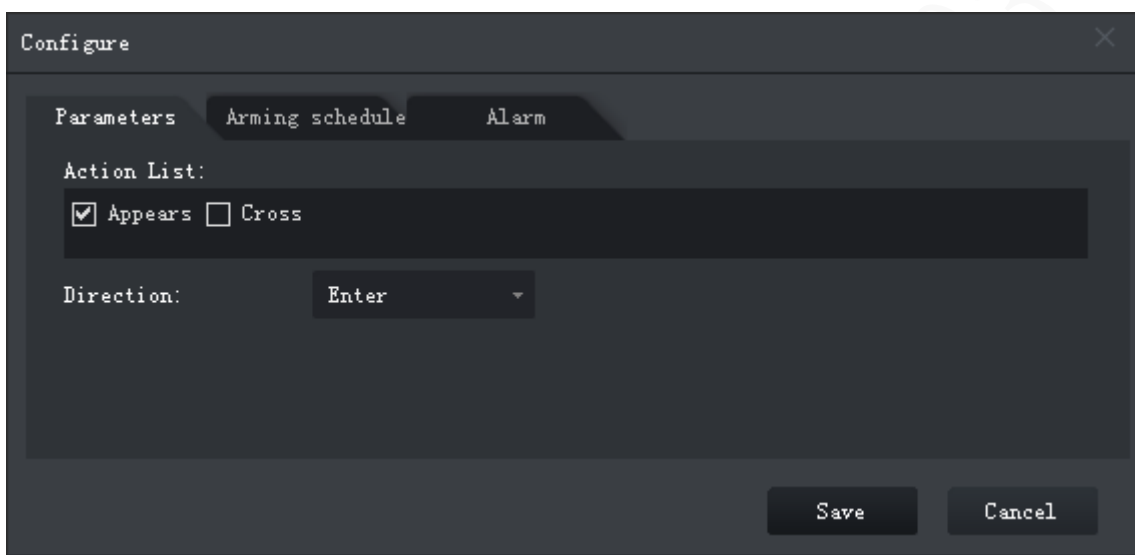 Configure
Parameters Arming schedule Alarm
Action List:
Appears Cross
Direction: Enter
Save Cancel